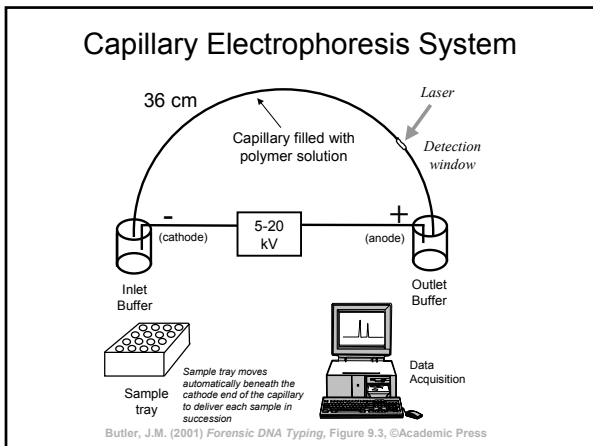 Capillary Electrophoresis System
36 cm
Laser
Capillary filled with
polymer solution
Detection
window
-
+
(cathode)
5-20
kV
(anode)
Inlet
Buffer
Outlet
Buffer
Sample
tray
Sample tray moves
automatically beneath the
cathode end of the capillary
to deliver each sample in
succession
Data
Acquisition
Butler, J.M. (2001) Forensic DNA Typing, Figure 9.3, ©Academic Press